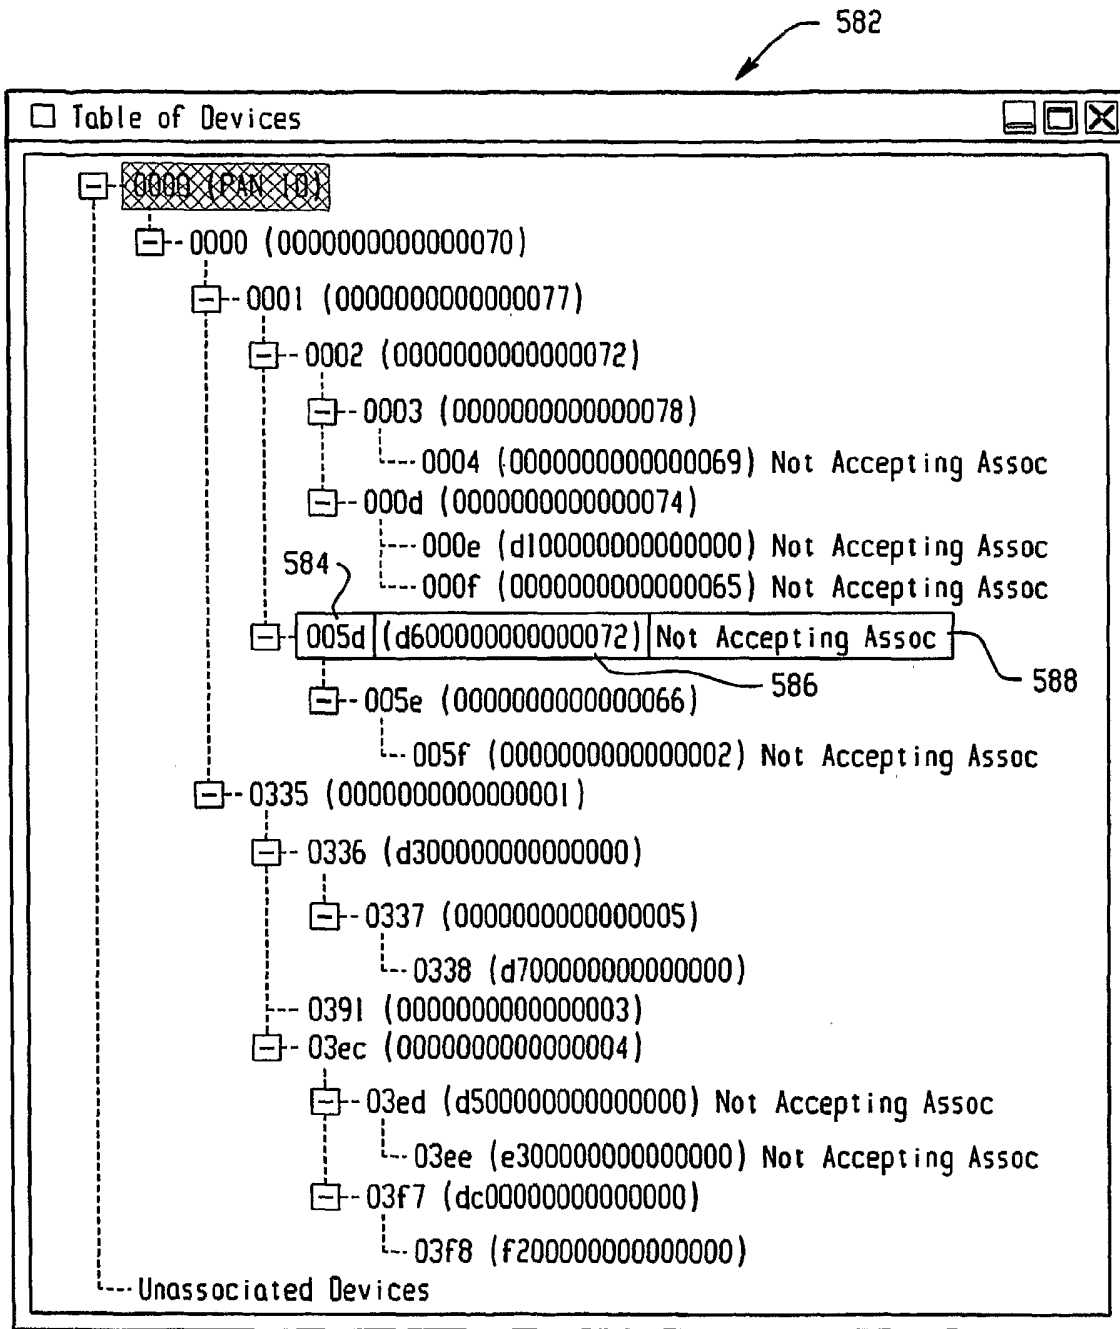 582
Table of Devices
0000 (PAN ID)
0000 (0000000000000070)
0001 (0000000000000077)
0002 (0000000000000072)
0003 (0000000000000078)
0004 (0000000000000069) Not Accepting Assoc
000d (0000000000000074)
000e (d100000000000000) Not Accepting Assoc
584
000f (0000000000000065) Not Accepting Assoc
005d (d600000000000072) Not Accepting Assoc
586
588
005e (0000000000000066)
005f (0000000000000002) Not Accepting Assoc
0335 (0000000000000001)
0336 (d300000000000000)
0337 (0000000000000005)
0338 (d700000000000000)
0391 (0000000000000003)
03ec (0000000000000004)
03ed (d500000000000000) Not Accepting Assoc
03ee (e300000000000000) Not Accepting Assoc
03f7 (dc00000000000000)
03f8 (f200000000000000)
Unassociated Devices